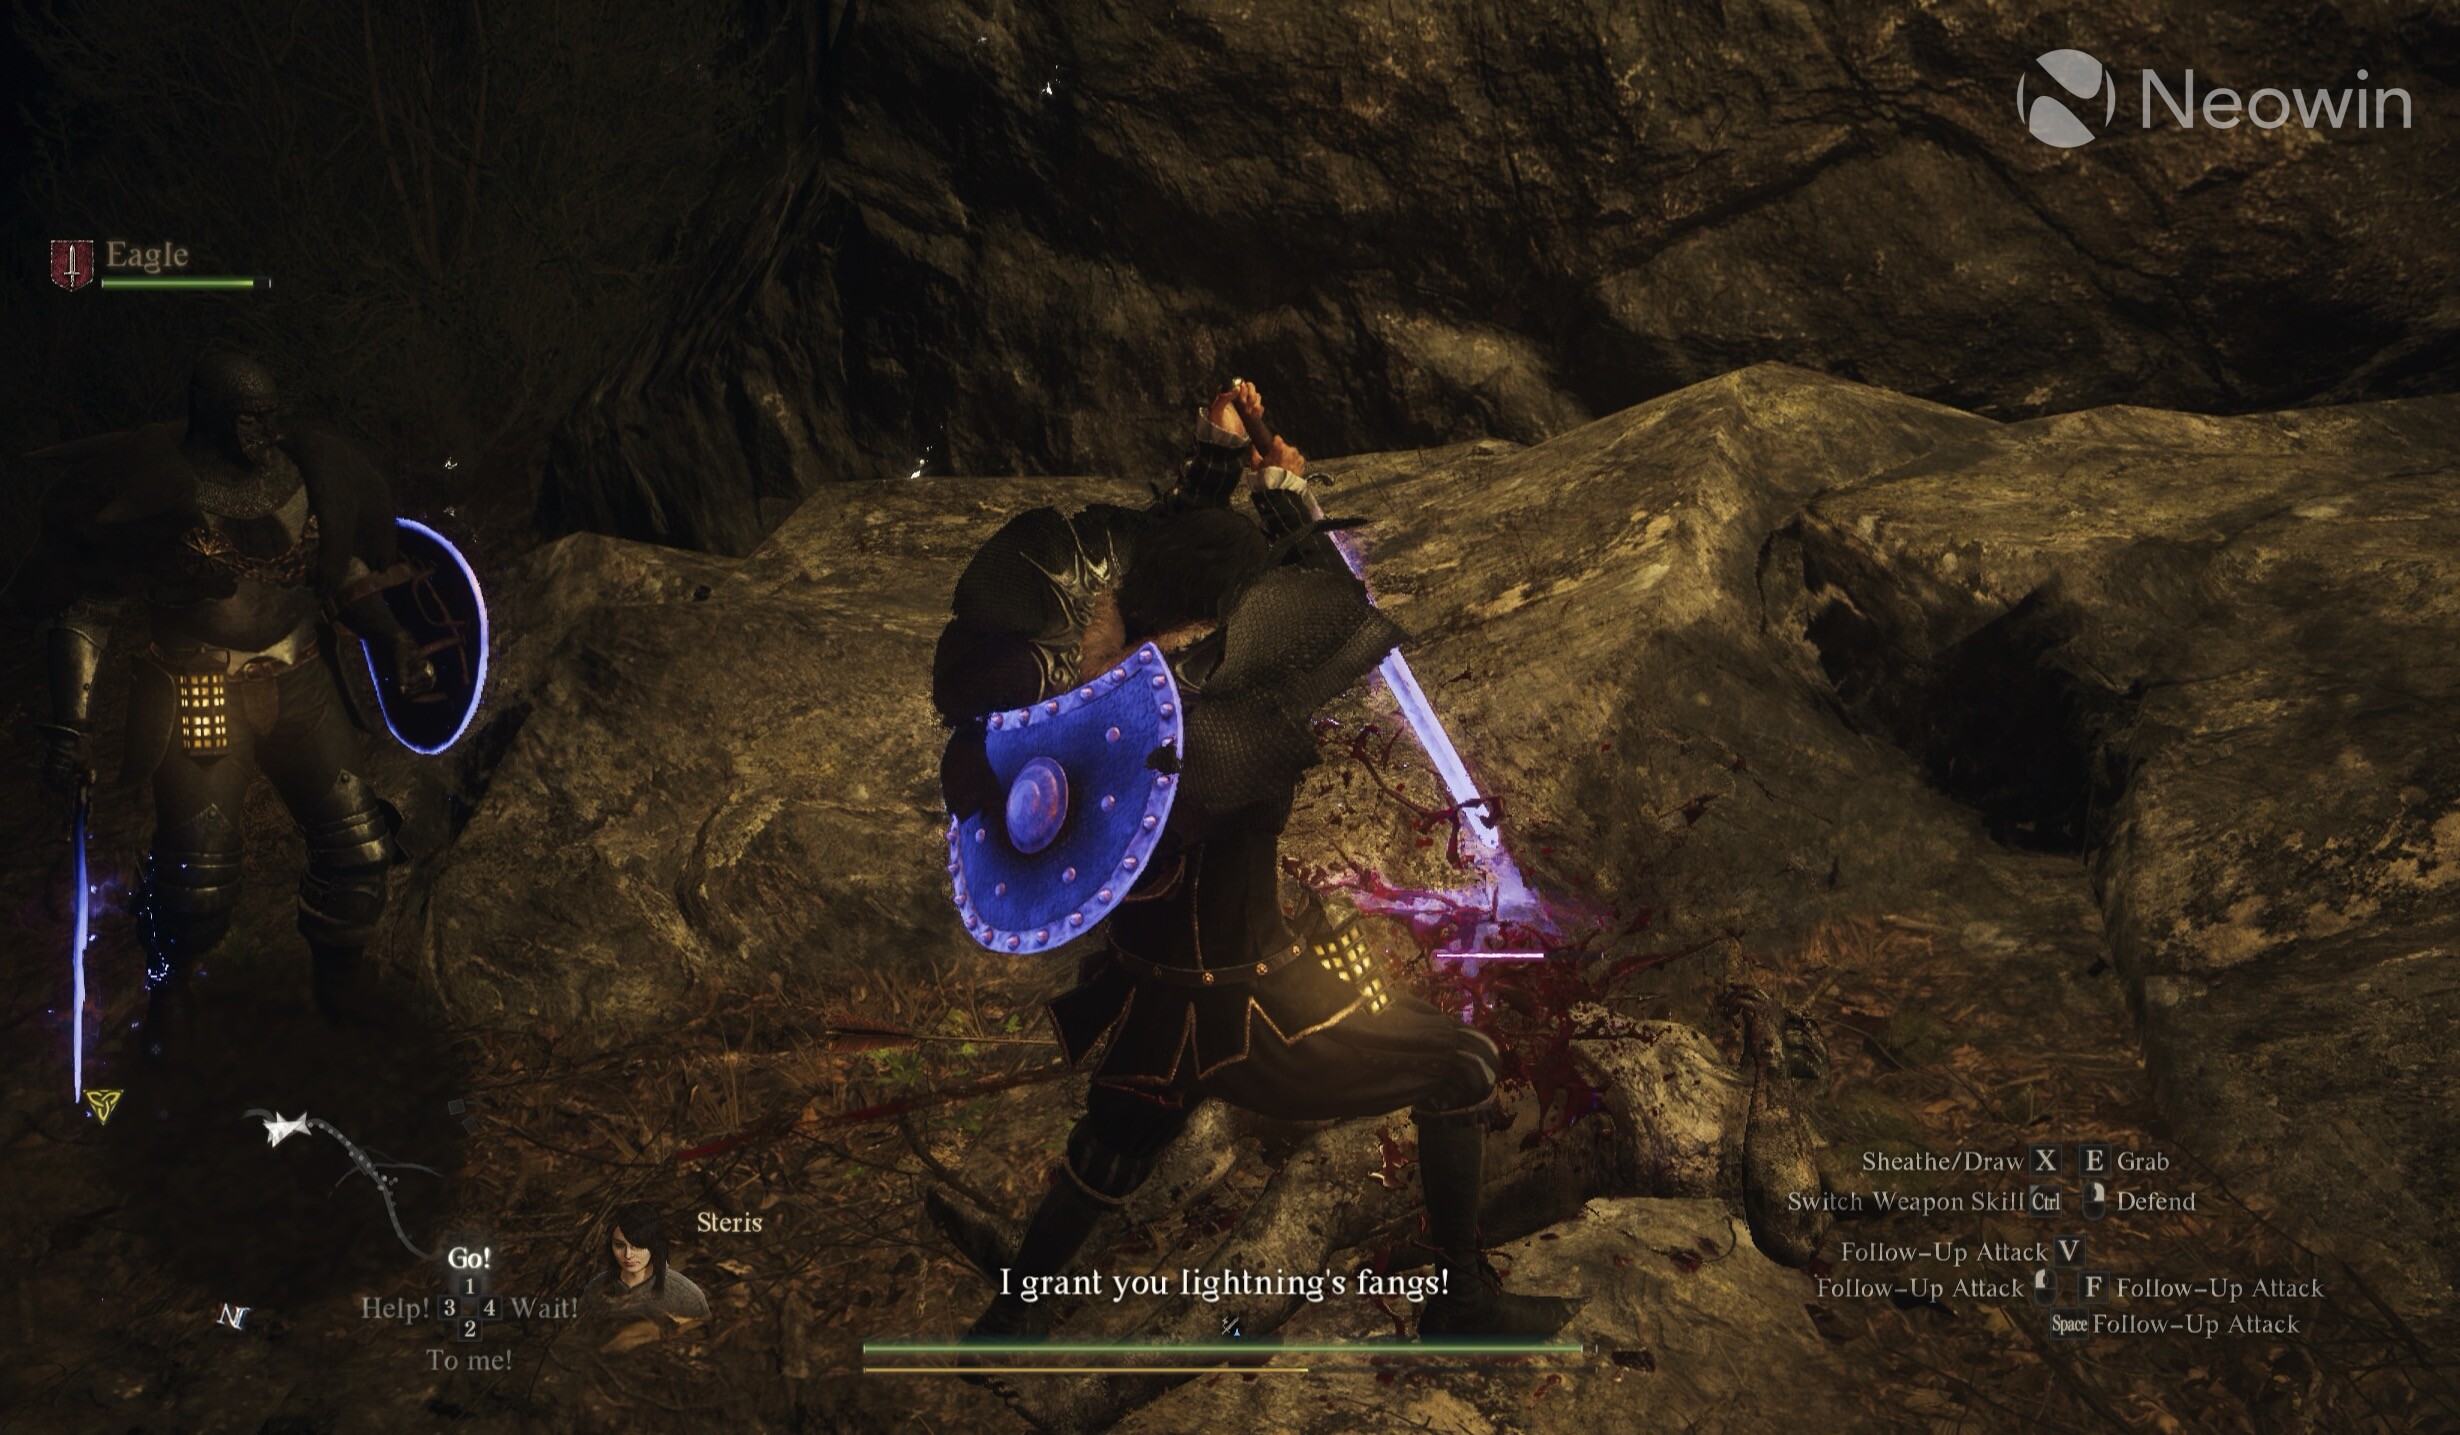 Neowin
Eagle
Sheathe/Draw X E Grab
Switch Weapon Skill Ctrl Defend
Steris
Go!
1
Follow-Up Attack V
I grant you lightning's fangs!
Follow-Up Attack F Follow-Up Attack
Help! 3 4 Wait!
N
2
Space Follow-Up Attack
To me!